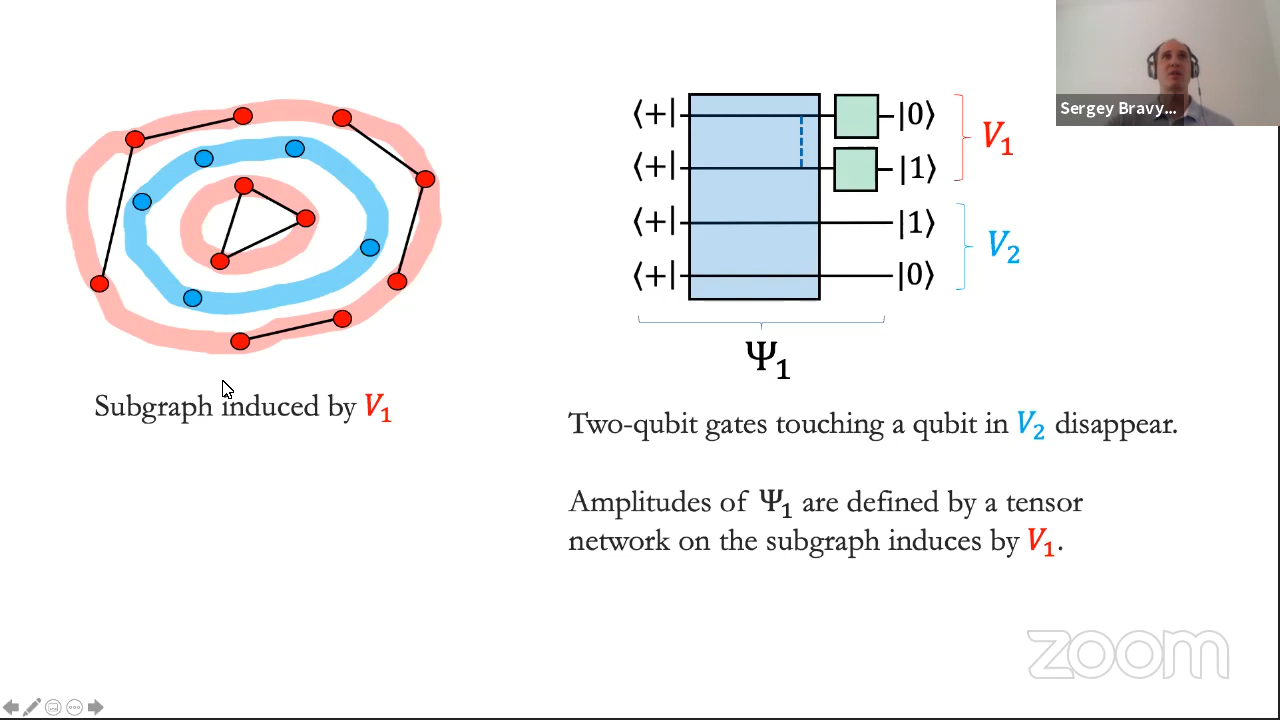 Sergey Bravy...
⟨+| |0⟩
⟨+| |1⟩
V₁
⟨+| |1⟩
⟨+| |0⟩
V₂
Ψ₁
Subgraph induced by V₁
Two-qubit gates touching a qubit in V₂ disappear.
Amplitudes of Ψ₁ are defined by a tensor
network on the subgraph induces by V₁.
zoom